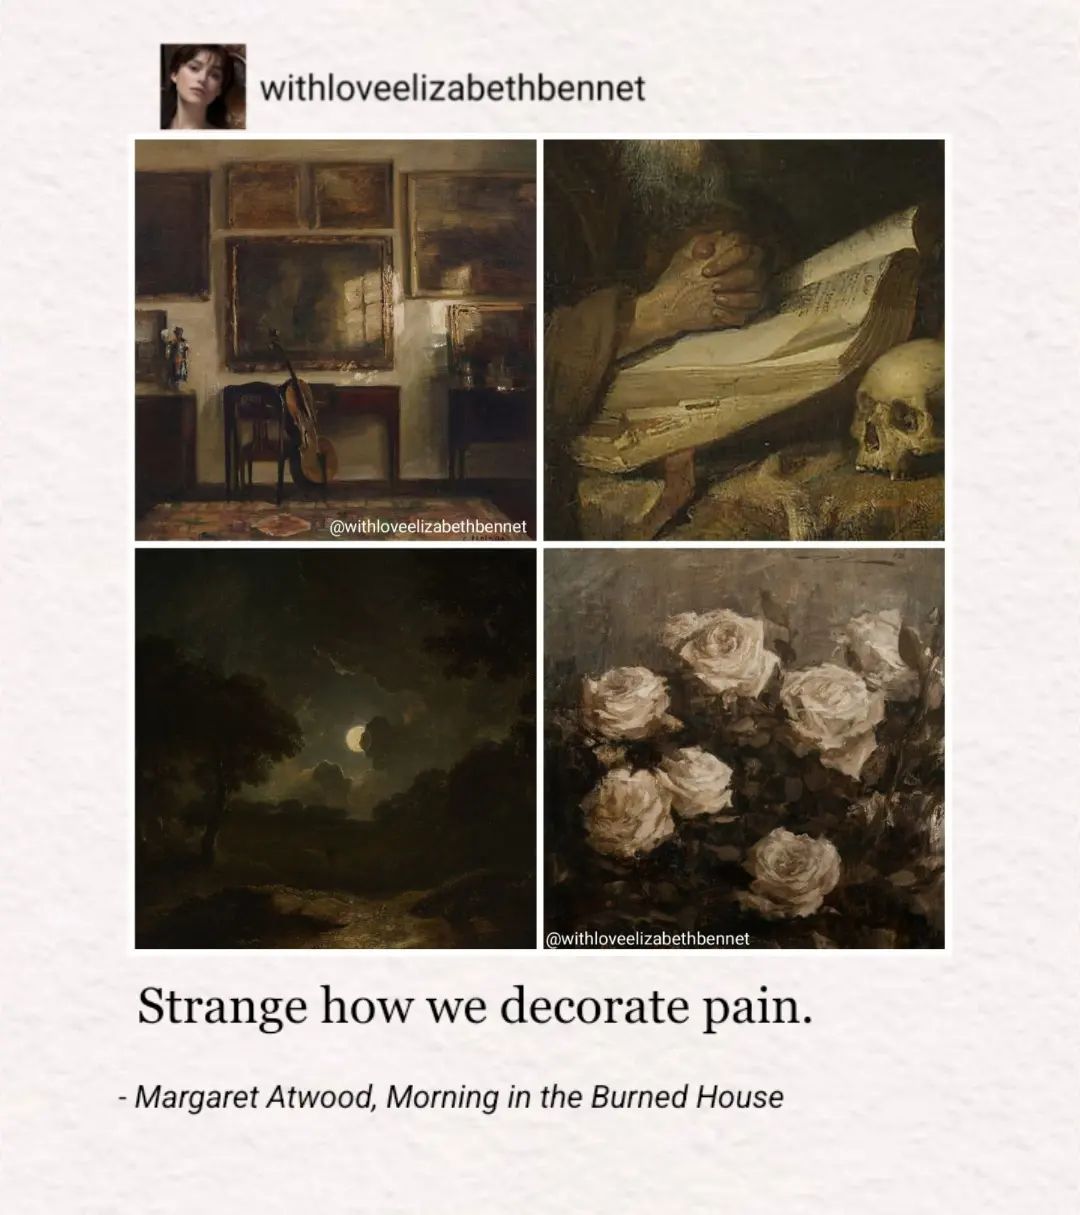 withloveelizabethbennet
@withloveelizabethbennet
@withloveelizabethbennet
Strange how we decorate pain.
- Margaret Atwood, Morning in the Burned House